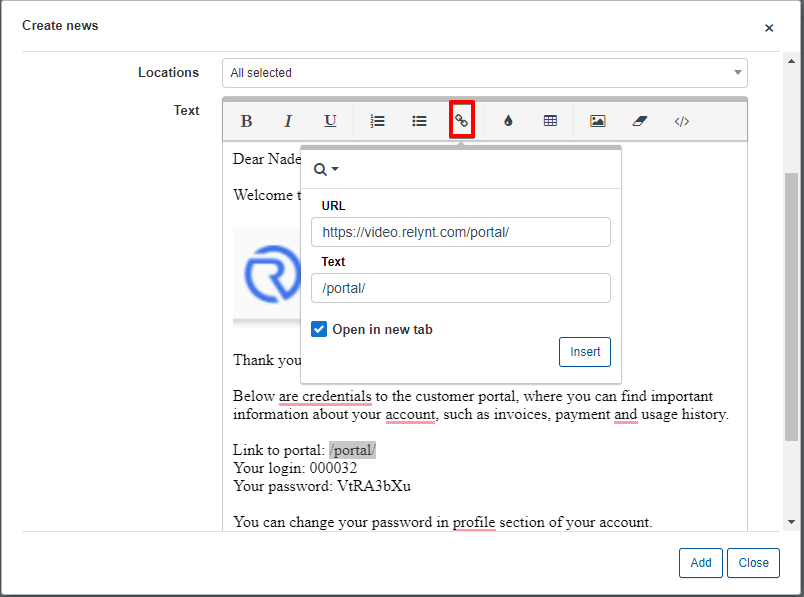 Create news
×
Locations
All selected
Text
B I U
Dear Nade
Welcome t
URL
https://video.relynt.com/portal/
Text
/portal/
Open in new tab
Insert
Thank you
Below are credentials to the customer portal, where you can find important
information about your account, such as invoices, payment and usage history.
Link to portal: /portal/
Your login: 000032
Your password: VtRA3bXu
You can change your password in profile section of your account.
Add Close